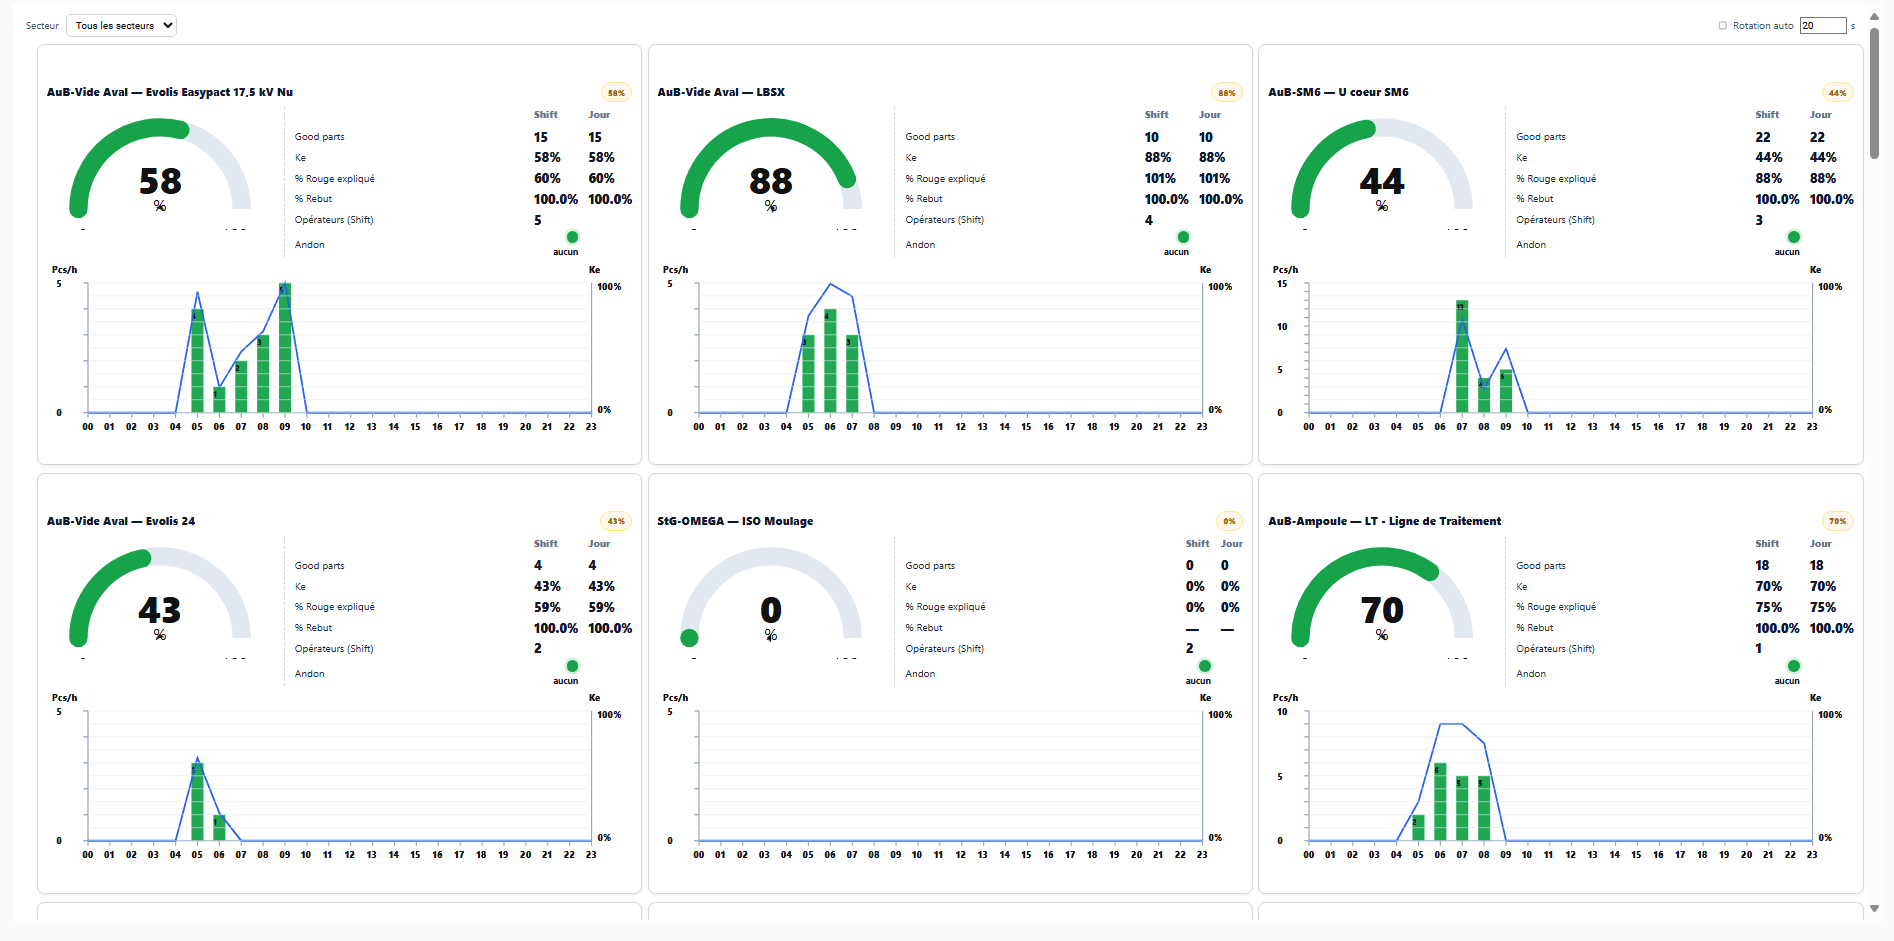 Secteur Tous les secteurs Rotation auto 20 s
AuB-Vide Aval — Evolis Easypact 17,5 kV Nu 58%
Shift Jour
Good parts 15 15
Ke 58% 58%
% Rouge expliqué 60% 60%
% Rebut 100.0% 100.0%
Opérateurs (Shift) 5
Andon
aucun
58
%
Pcs/h Ke
5 100%
4 1 2 3 5
0 0%
00 01 02 03 04 05 06 07 08 09 10 11 12 13 14 15 16 17 18 19 20 21 22 23
AuB-Vide Aval — LBSX 88%
Shift Jour
Good parts 10 10
Ke 88% 88%
% Rouge expliqué 101% 101%
% Rebut 100.0% 100.0%
Opérateurs (Shift) 4
Andon
aucun
88
%
Pcs/h Ke
5 100%
3 4 3
0 0%
00 01 02 03 04 05 06 07 08 09 10 11 12 13 14 15 16 17 18 19 20 21 22 23
AuB-SM6 — U coeur SM6 44%
Shift Jour
Good parts 22 22
Ke 44% 44%
% Rouge expliqué 88% 88%
% Rebut 100.0% 100.0%
Opérateurs (Shift) 3
Andon
aucun
44
%
Pcs/h Ke
15 100%
13 4 5
10
5
0 0%
00 01 02 03 04 05 06 07 08 09 10 11 12 13 14 15 16 17 18 19 20 21 22 23
AuB-Vide Aval — Evolis 24 43%
Shift Jour
Good parts 4 4
Ke 43% 43%
% Rouge expliqué 59% 59%
% Rebut 100.0% 100.0%
Opérateurs (Shift) 2
Andon
aucun
43
%
Pcs/h Ke
5 100%
3 1
0 0%
00 01 02 03 04 05 06 07 08 09 10 11 12 13 14 15 16 17 18 19 20 21 22 23
StG-OMEGA — ISO Moulage 0%
Shift Jour
Good parts 0 0
Ke 0% 0%
% Rouge expliqué 0% 0%
% Rebut — —
Opérateurs (Shift) 2
Andon
aucun
0
%
Pcs/h Ke
5 100%
0 0%
00 01 02 03 04 05 06 07 08 09 10 11 12 13 14 15 16 17 18 19 20 21 22 23
AuB-Ampoule — LT - Ligne de Traitement 70%
Shift Jour
Good parts 18 18
Ke 70% 70%
% Rouge expliqué 75% 75%
% Rebut 100.0% 100.0%
Opérateurs (Shift) 1
Andon
aucun
70
%
Pcs/h Ke
10 100%
5
2 6 5 5
0 0%
00 01 02 03 04 05 06 07 08 09 10 11 12 13 14 15 16 17 18 19 20 21 22 23